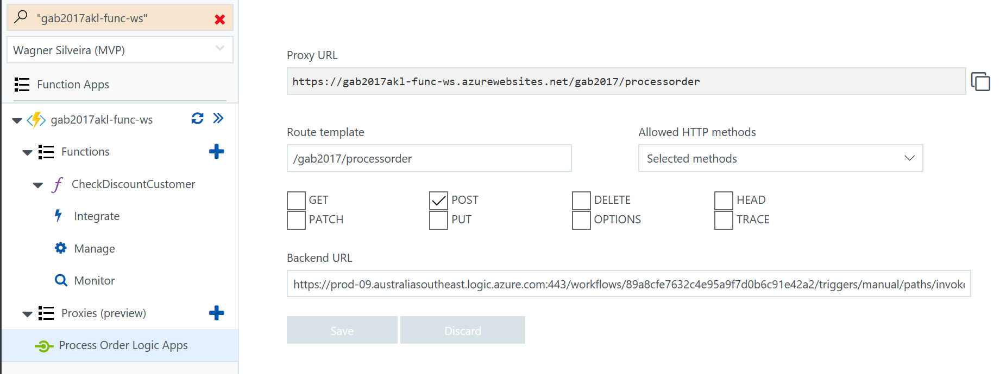 "gab2017akl-func-ws"
Wagner Silveira (MVP)
Function Apps
gab2017akl-func-ws
Functions
CheckDiscountCustomer
Integrate
Manage
Monitor
Proxies (preview)
Process Order Logic Apps
Proxy URL
https://gab2017akl-func-ws.azurewebsites.net/gab2017/processorder
Route template
Allowed HTTP methods
/gab2017/processorder
Selected methods
GET POST DELETE HEAD
PATCH PUT OPTIONS TRACE
Backend URL
https://prod-09.australiasoutheast.logic.azure.com:443/workflows/89a8cfe7632c4e95a9f7d0b6c91e42a2/triggers/manual/paths/invoke
Save Discard